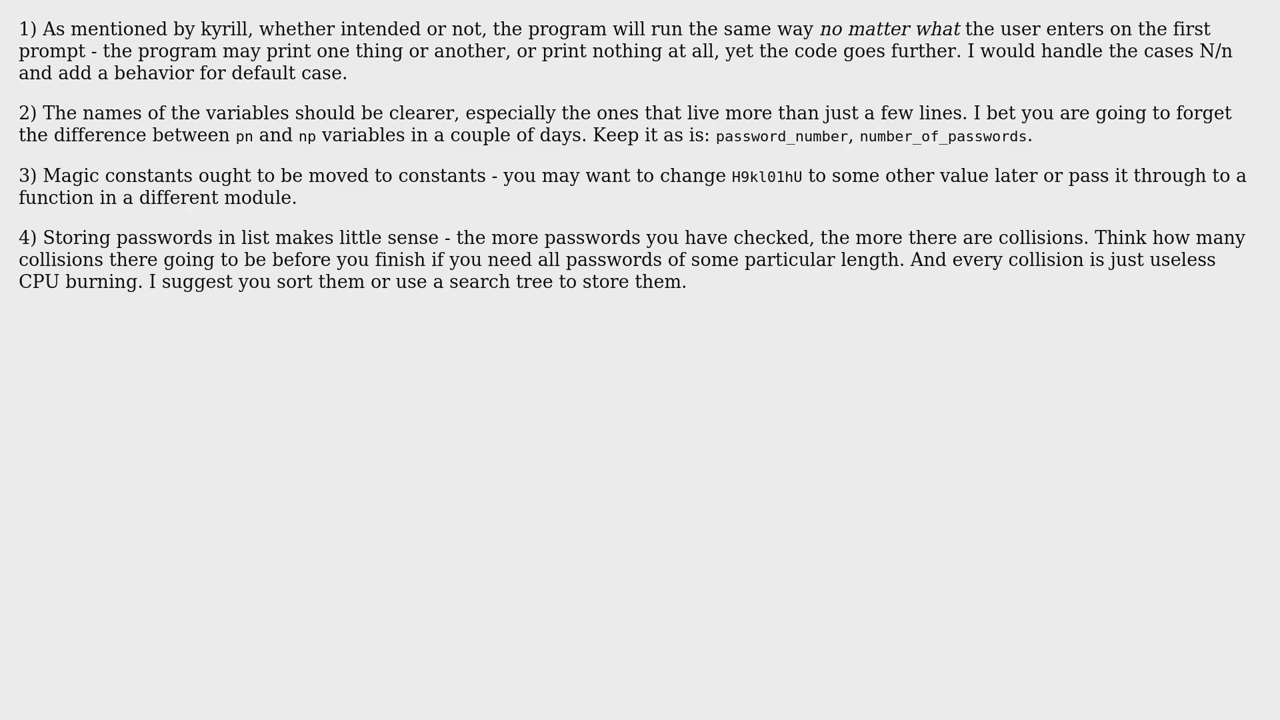 1) As mentioned by kyrill, whether intended or not, the program will run the same way no matter what the user enters on the first
prompt - the program may print one thing or another, or print nothing at all, yet the code goes further. I would handle the cases N/n
and add a behavior for default case.
2) The names of the variables should be clearer, especially the ones that live more than just a few lines. I bet you are going to forget
the difference between pn and np variables in a couple of days. Keep it as is: password_number, number_of_passwords.
3) Magic constants ought to be moved to constants - you may want to change H9kl01hU to some other value later or pass it through to a
function in a different module.
4) Storing passwords in list makes little sense - the more passwords you have checked, the more there are collisions. Think how many
collisions there going to be before you finish if you need all passwords of some particular length. And every collision is just useless
CPU burning. I suggest you sort them or use a search tree to store them.